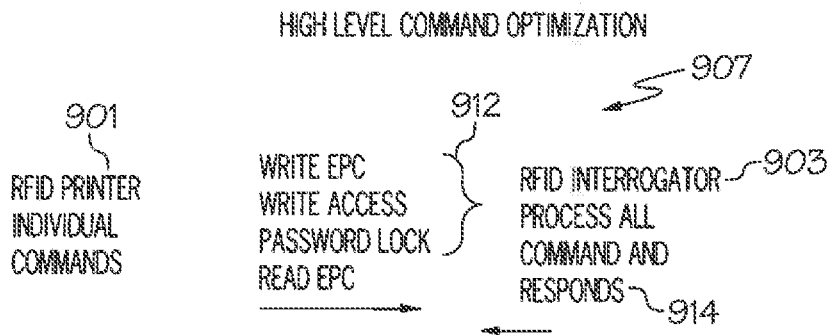 HIGH LEVEL COMMAND OPTIMIZATION
907
901
RFID PRINTER
INDIVIDUAL
COMMANDS
912
WRITE EPC
WRITE ACCESS
PASSWORD LOCK
READ EPC
RFID INTERROGATOR 903
PROCESS ALL
COMMAND AND
RESPONDS 914